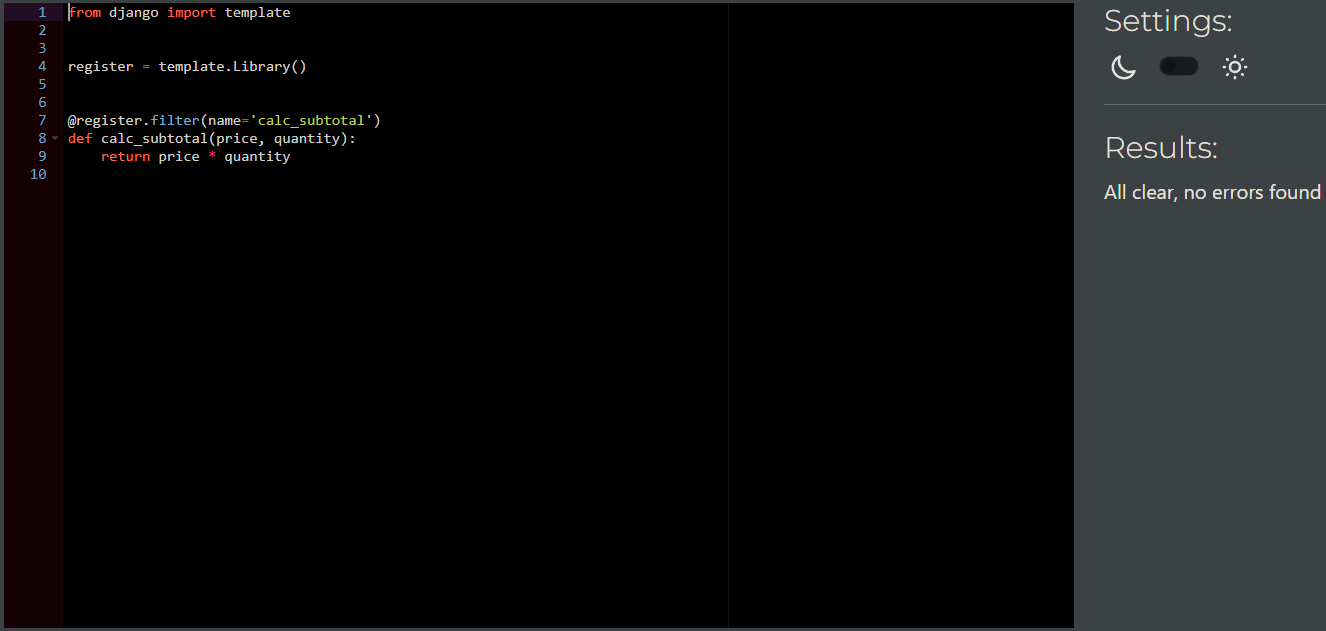 1 from django import template
2
3
4 register = template.Library()
5
6
7 @register.filter(name='calc_subtotal')
8 def calc_subtotal(price, quantity):
9     return price * quantity
10
Settings:
Results:
All clear, no errors found